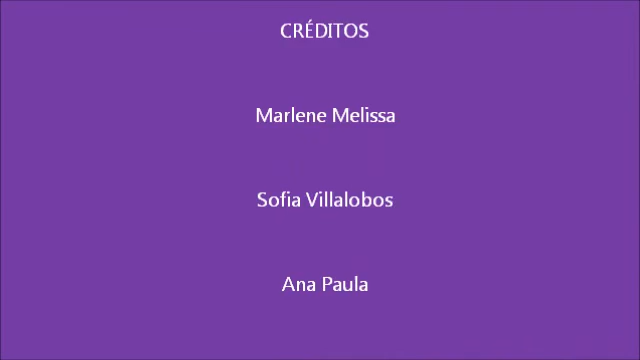 CRÉDITOS
Marlene Melissa
Sofia Villalobos
Ana Paula